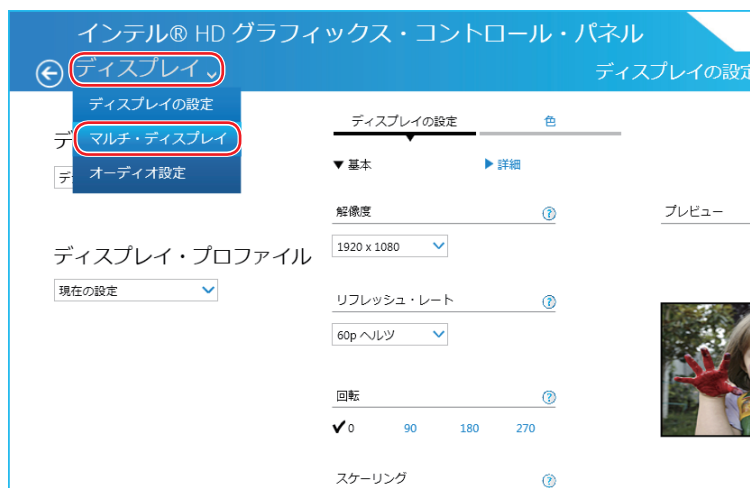 インテル® HD グラフィックス・コントロール・パネル
ディスプレイ
ディスプレイの設定
ディスプレイの設定
マルチ・ディスプレイ
オーディオ設定
ディスプレイの設定
色
▼ 基本
▶ 詳細
解像度
プレビュー
1920 x 1080
ディスプレイ・プロファイル
現在の設定
リフレッシュ・レート
60p ヘルツ
回転
0
90
180
270
スケーリング